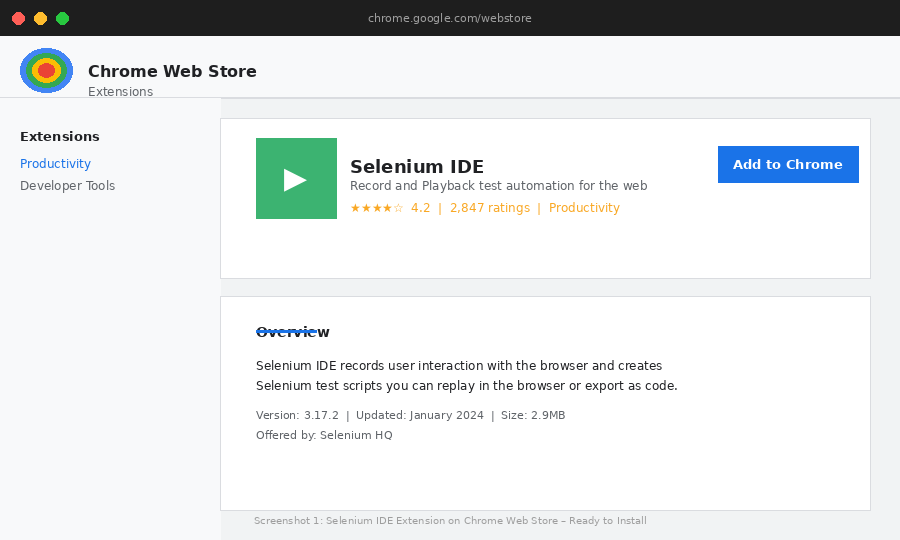 chrome.google.com/webstore
Chrome Web Store
Extensions
Extensions
Productivity
Developer Tools
Selenium IDE
Record and Playback test automation for the web
★★★★☆ 4.2 | 2,847 ratings | Productivity
Add to Chrome
Overview
Selenium IDE records user interaction with the browser and creates
Selenium test scripts you can replay in the browser or export as code.
Version: 3.17.2 | Updated: January 2024 | Size: 2.9MB
Offered by: Selenium HQ
Screenshot 1: Selenium IDE Extension on Chrome Web Store – Ready to Install